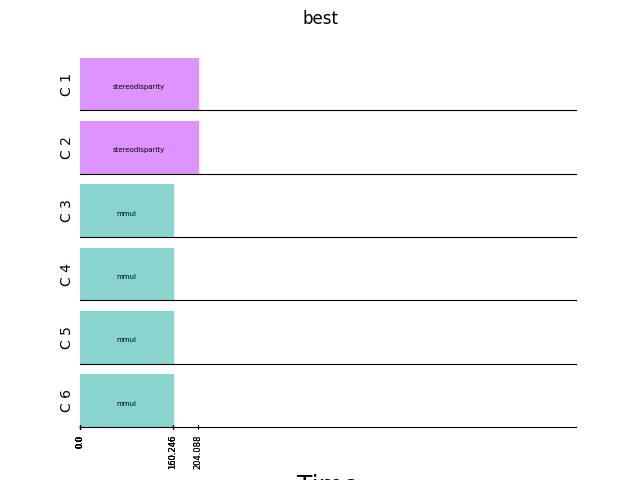 best
C 1
stereodisparity
C 2
stereodisparity
C 3
mmul
C 4
mmul
C 5
mmul
C 6
mmul
0.0
160.246
204.088
Time